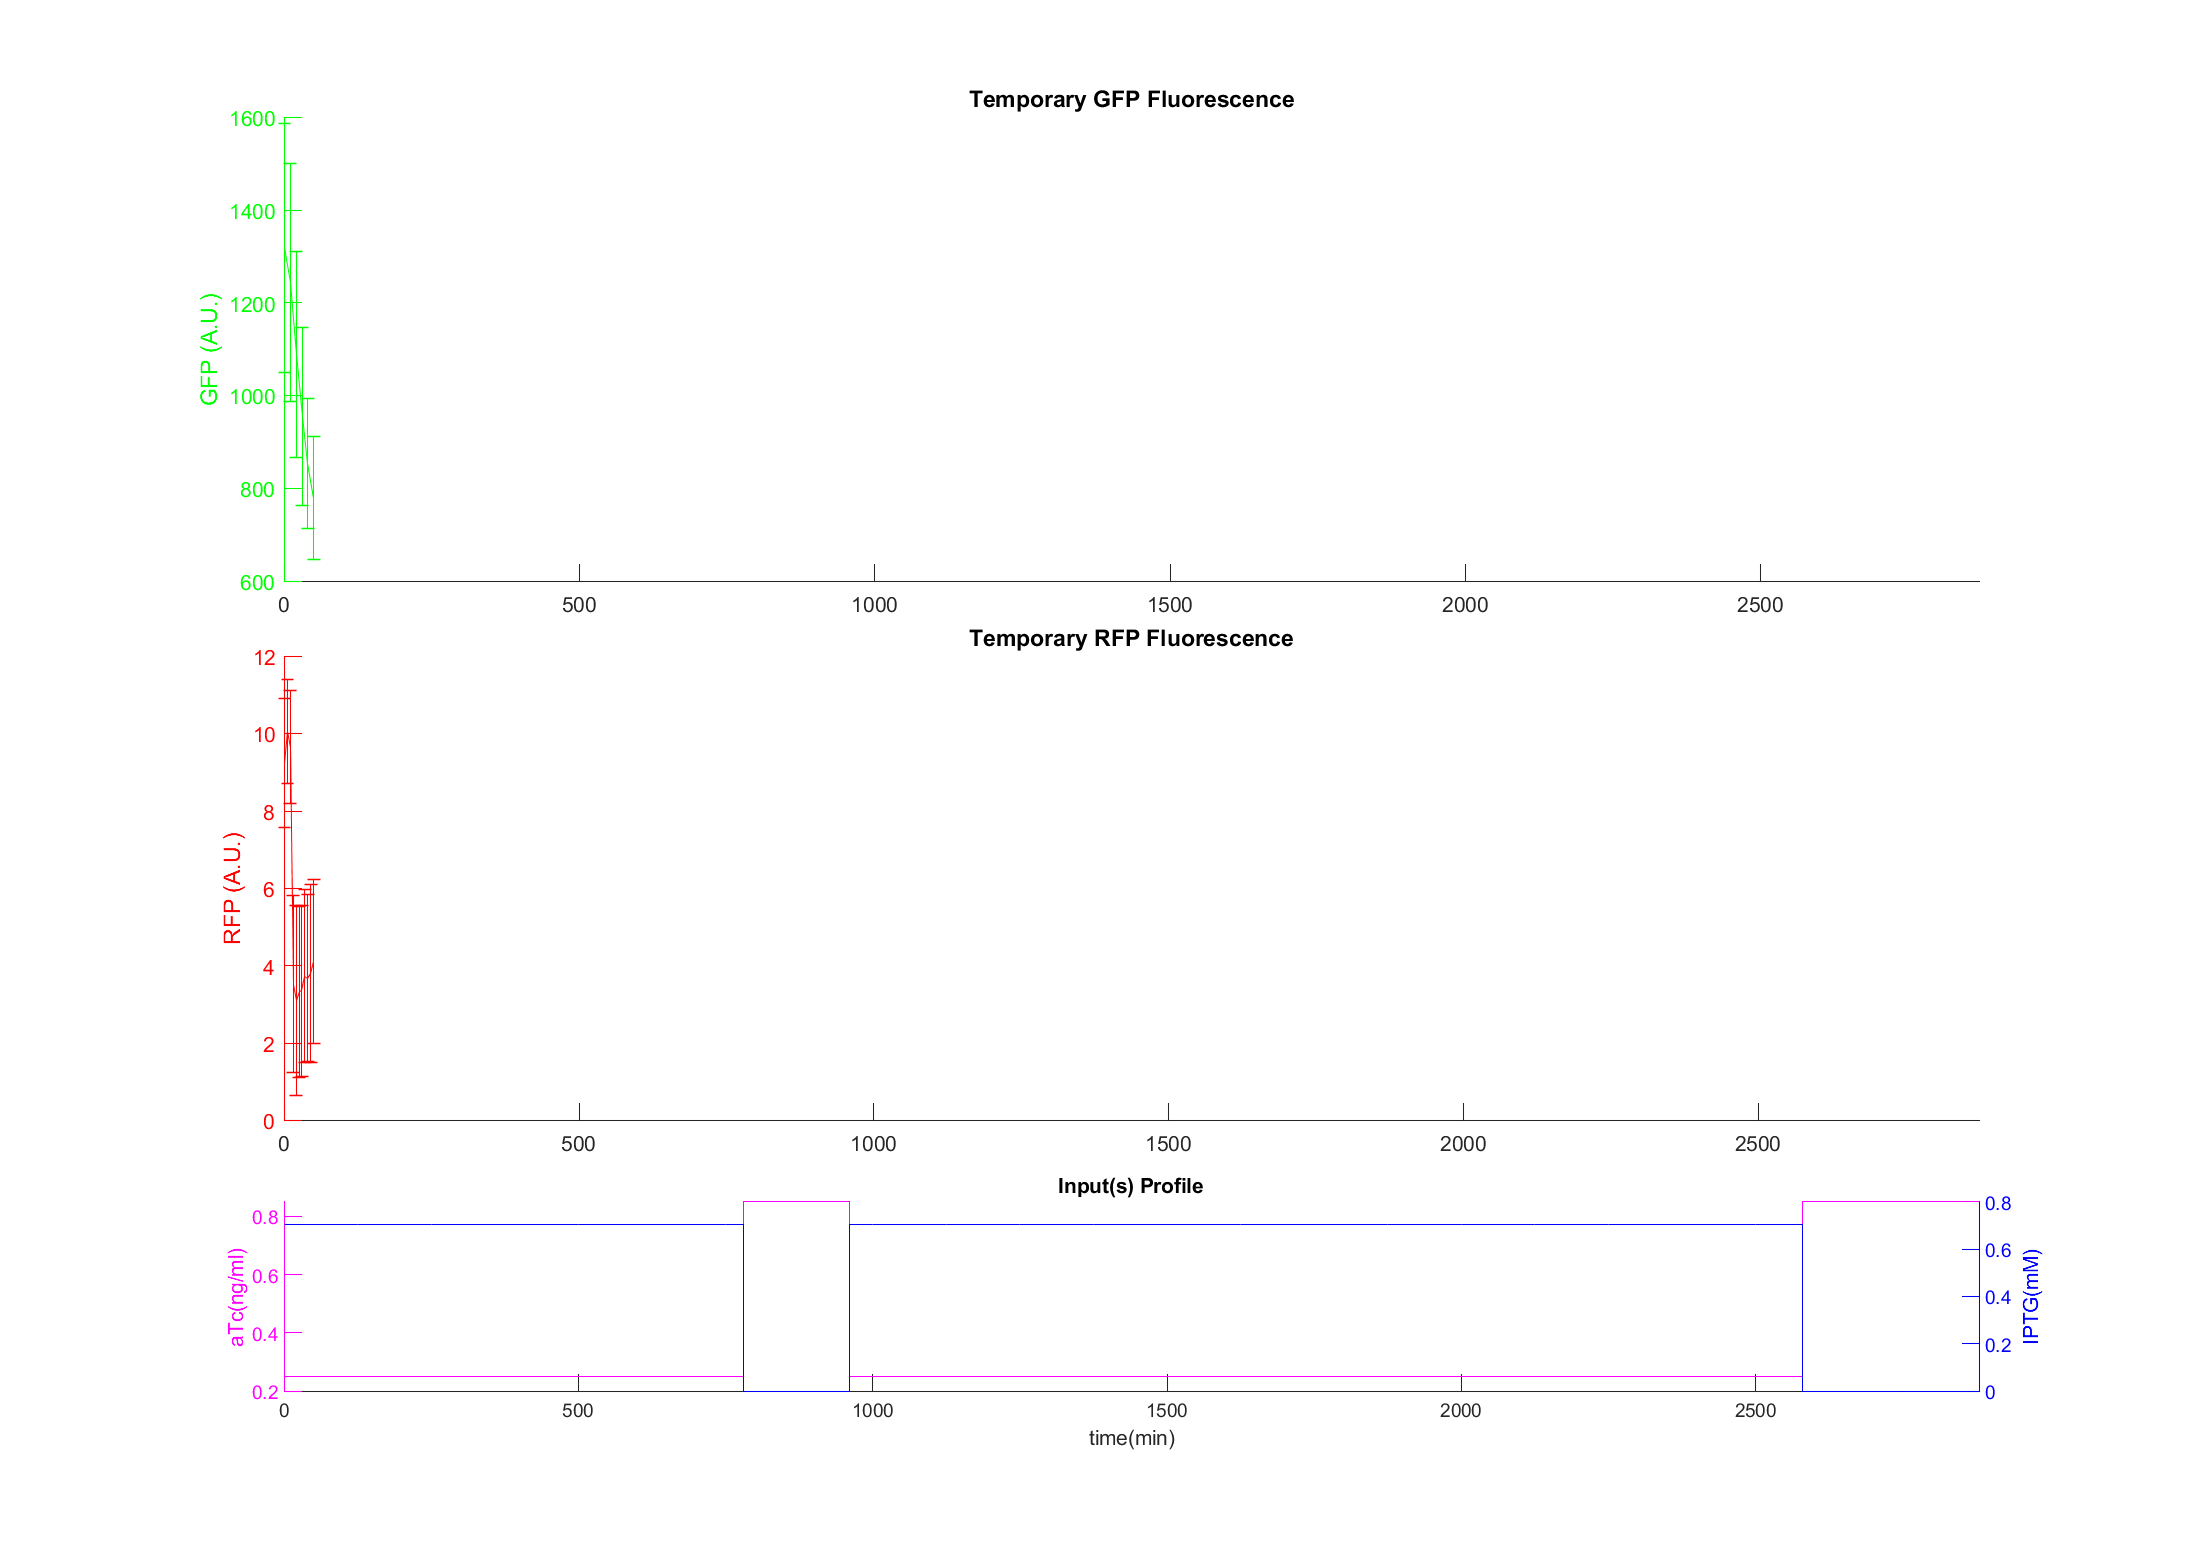 Temporary GFP Fluorescence
1600
1400
1200
1000
800
600
GFP (A.U.)
0 500 1000 1500 2000 2500
Temporary RFP Fluorescence
12
10
8
6
4
2
0
RFP (A.U.)
0 500 1000 1500 2000 2500
Input(s) Profile
0.8
0.6
0.4
0.2
aTc(ng/ml)
0.8
0.6
0.4
0.2
0
IPTG(mM)
0 500 1000 1500 2000 2500
time(min)